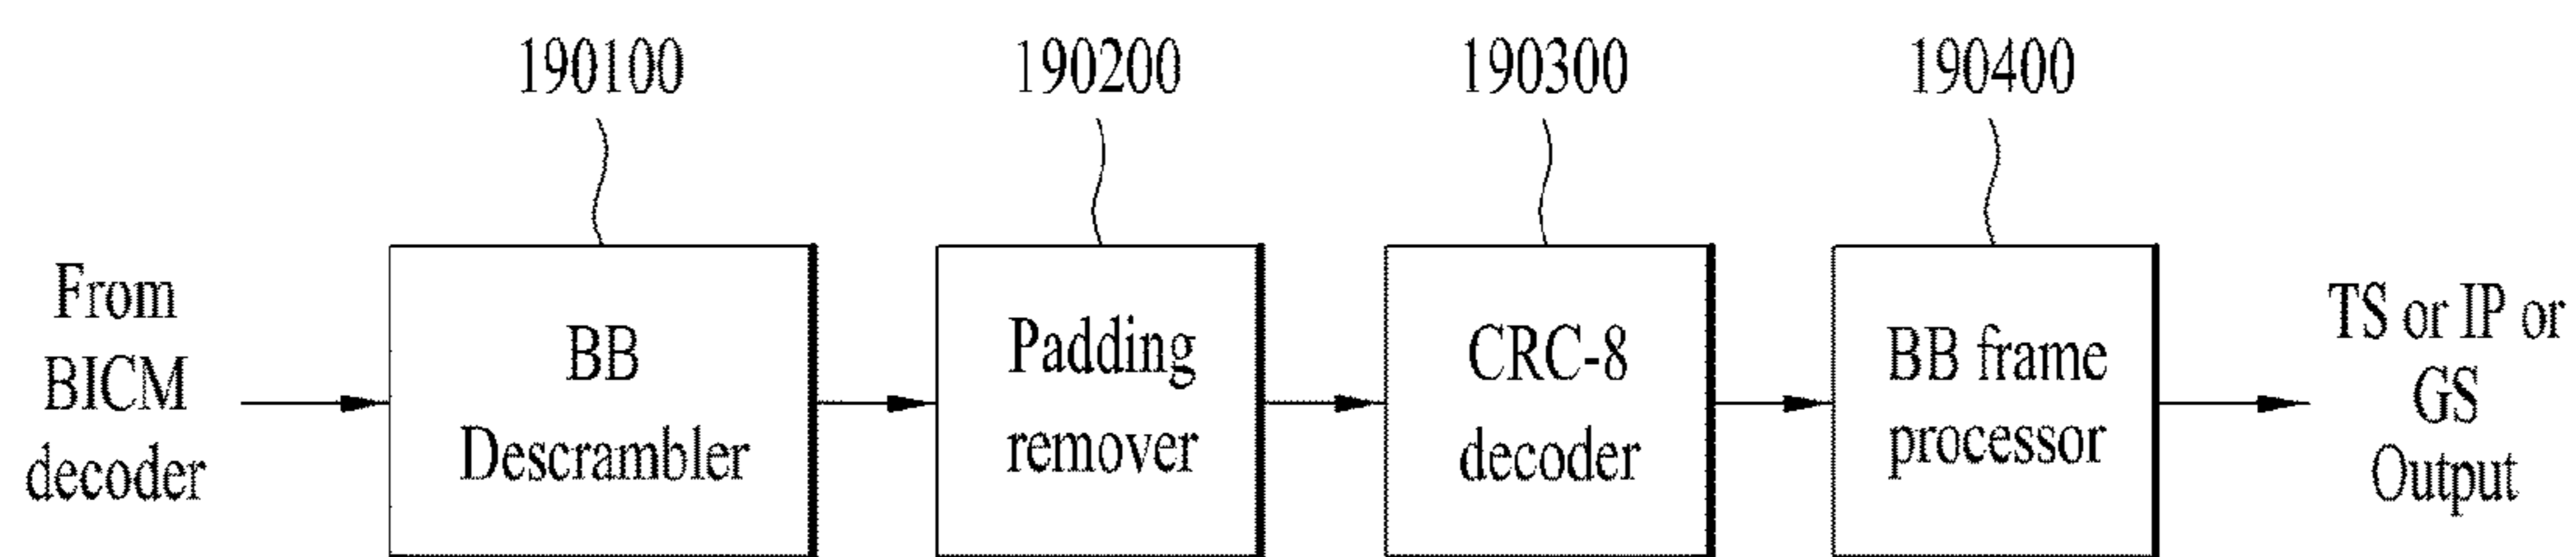 190100
190200
190300
190400
From
BICM
decoder
BB
Descrambler
Padding
remover
CRC-8
decoder
BB frame
processor
TS or IP or
GS
Output